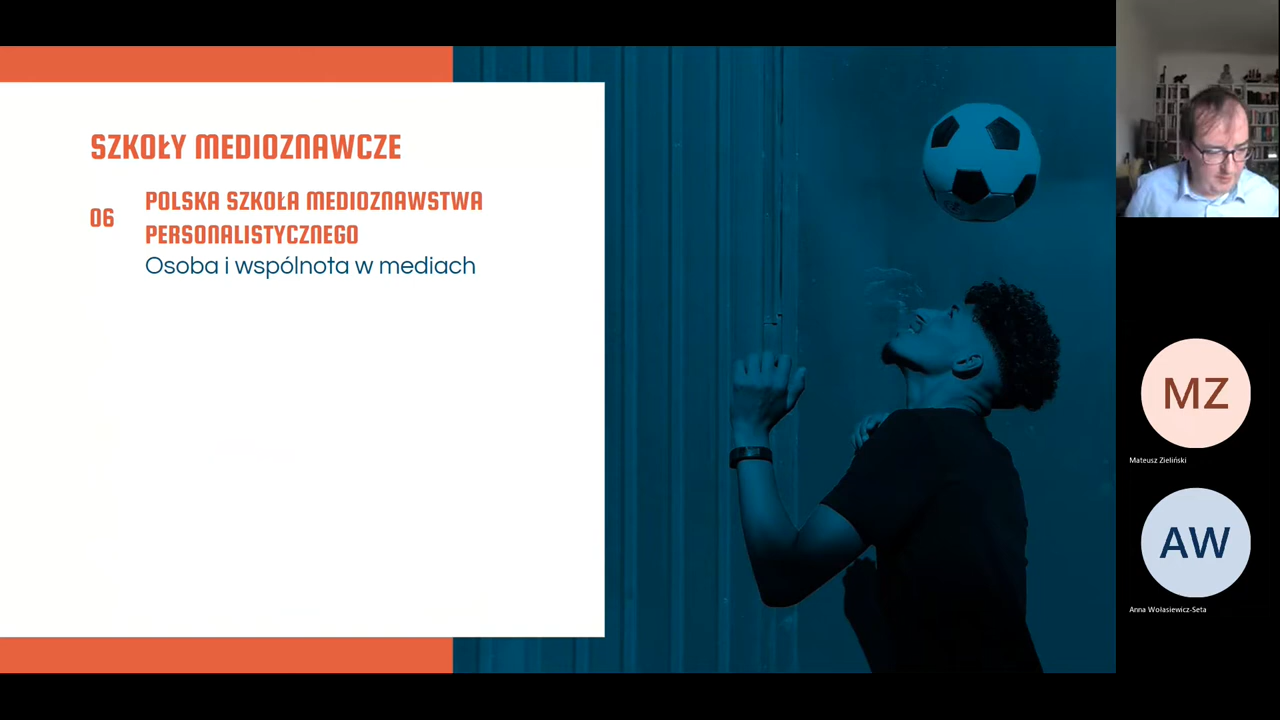 SZKOŁY MEDIOZNAWCZE
06
POLSKA SZKOŁA MEDIOZNAWSTWA
PERSONALISTYCZNEGO
Osoba i wspólnota w mediach
MZ
Mateusz Zieliński
AW
Anna Wołasiewicz-Seta